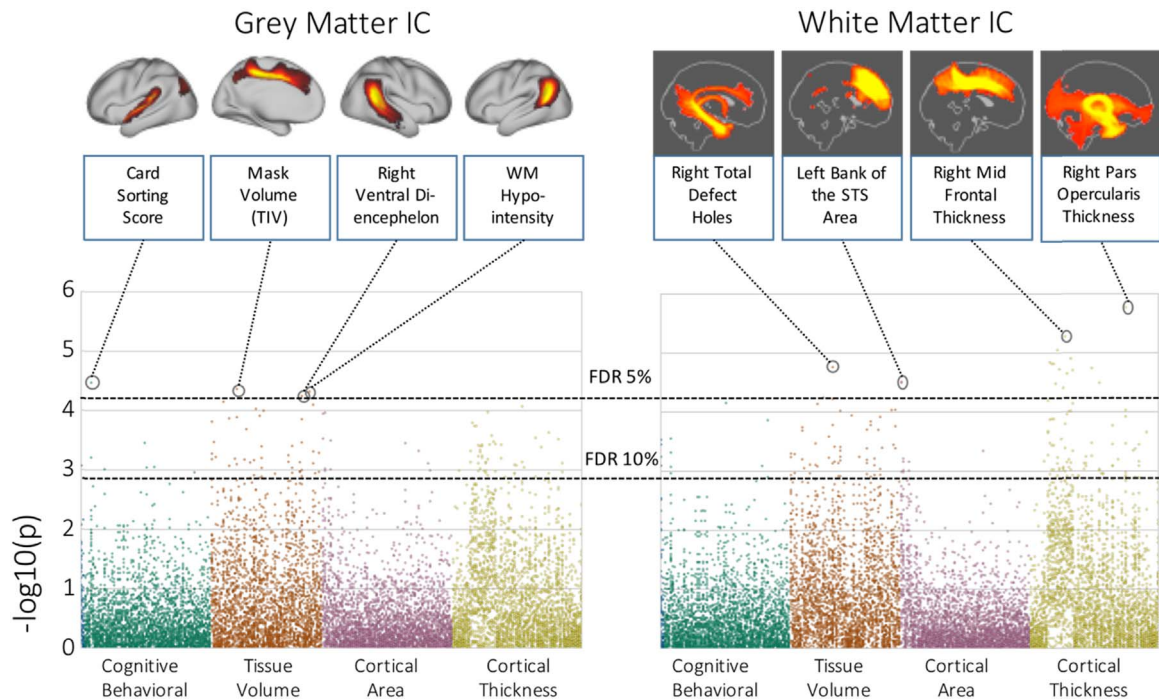 Grey Matter IC
White Matter IC
Card
Sorting
Score
Mask
Volume
(TIV)
Right
Ventral Di-
encephelon
WM
Hypo-
intensity
Right Total
Defect
Holes
Left Bank of
the STS
Area
Right Mid
Frontal
Thickness
Right Pars
Opercularis
Thickness
6
5
4
3
2
1
0
-log10(p)
FDR 5%
FDR 10%
Cognitive
Behavioral
Tissue
Volume
Cortical
Area
Cortical
Thickness
Cognitive
Behavioral
Tissue
Volume
Cortical
Area
Cortical
Thickness